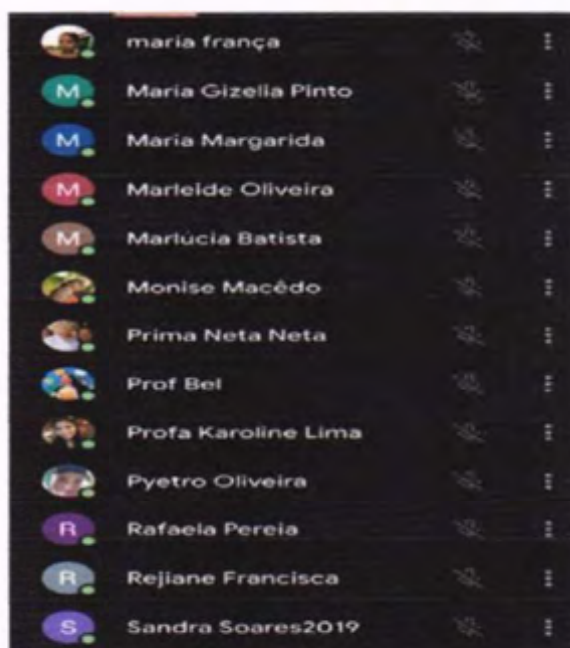 maria frança
M Maria Gizelia Pinto
M Maria Margarida
M Marleide Oliveira
M Marlúcia Batista
Monise Macêdo
Prima Neta Neta
Prof Bel
Profa Karoline Lima
Pyetro Oliveira
R Rafaela Pereia
R Rejiane Francisca
S Sandra Soares2019